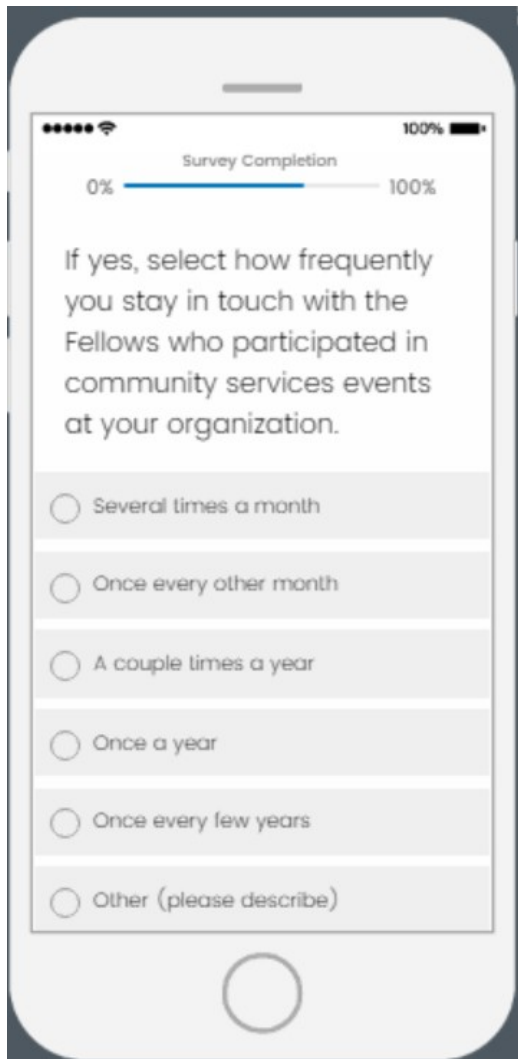 100%
Survey Completion
0% 100%
If yes, select how frequently
you stay in touch with the
Fellows who participated in
community services events
at your organization.
Several times a month
Once every other month
A couple times a year
Once a year
Once every few years
Other (please describe)